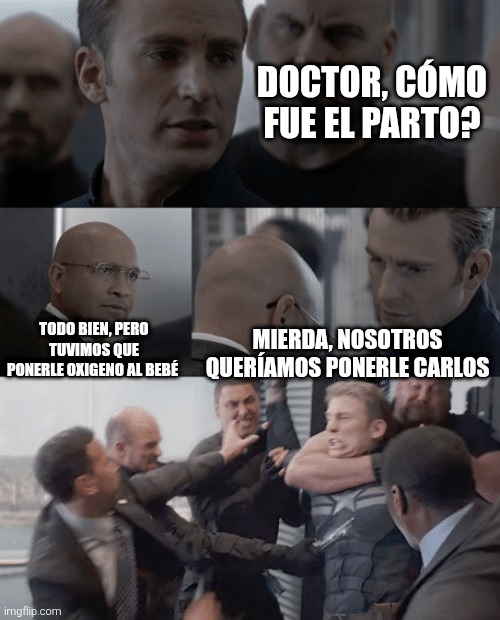 DOCTOR, CÓMO
FUE EL PARTO?
TODO BIEN, PERO
TUVIMOS QUE
PONERLE OXIGENO AL BEBÉ
MIERDA, NOSOTROS
QUERÍAMOS PONERLE CARLOS
imgflip.com